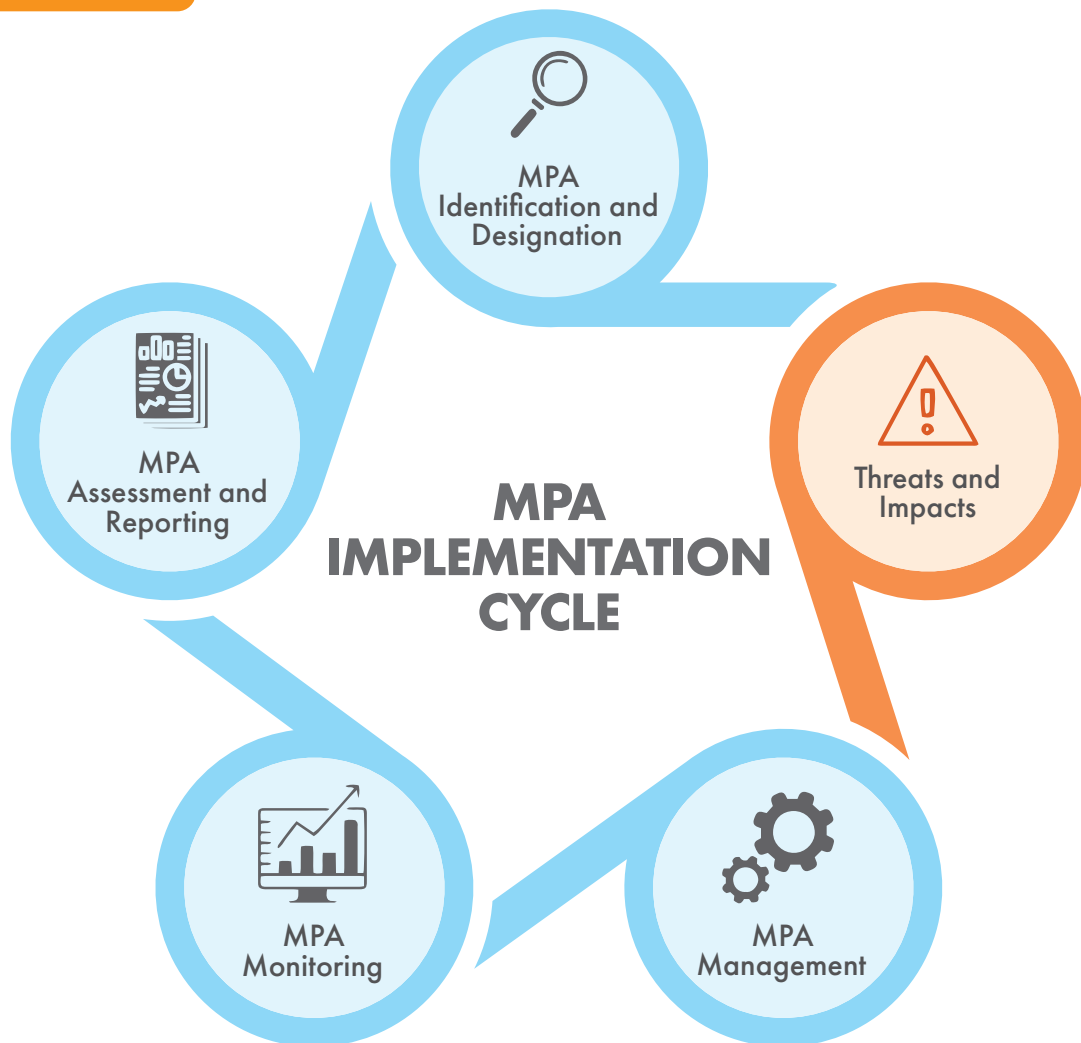 MPA
Identification and
Designation
Threats and
Impacts
MPA
Management
MPA
Monitoring
MPA
Assessment and
Reporting
MPA
IMPLEMENTATION
CYCLE